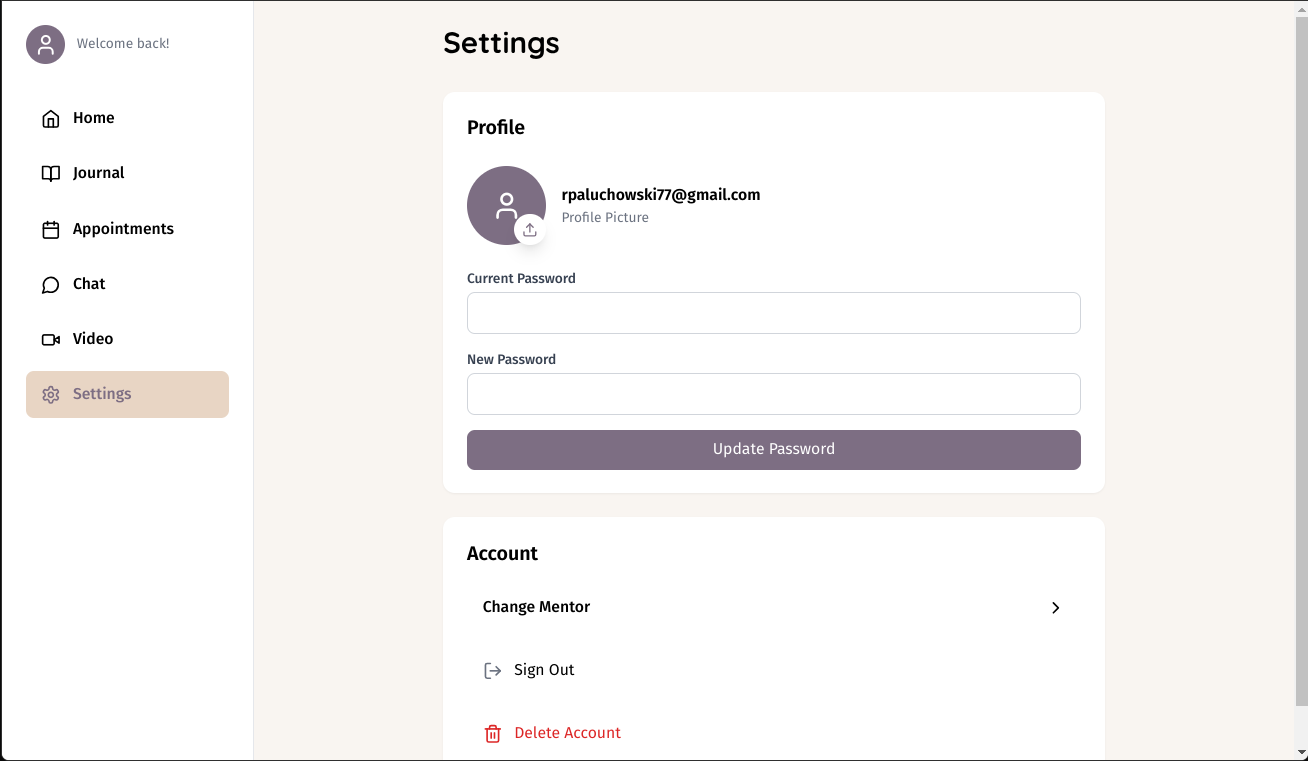 Welcome back!
Home
Journal
Appointments
Chat
Video
Settings
Settings
Profile
rpaluchowski77@gmail.com
Profile Picture
Current Password
New Password
Update Password
Account
Change Mentor
Sign Out
Delete Account